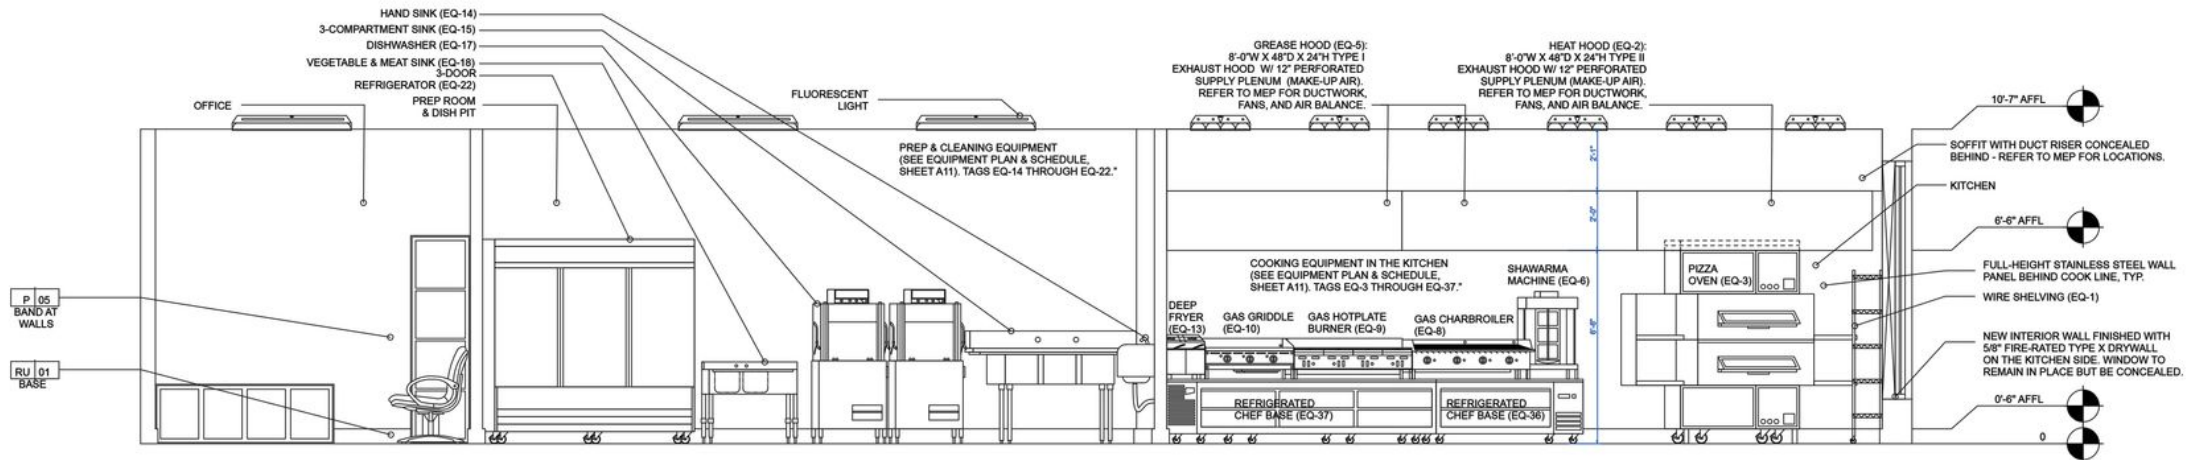 HAND SINK (EQ-14)
3-COMPARTMENT SINK (EQ-15)
DISHWASHER (EQ-17)
VEGETABLE & MEAT SINK (EQ-18)
3-DOOR
REFRIGERATOR (EQ-22)
PREP ROOM
& DISH PIT
OFFICE
FLUORESCENT
LIGHT
PREP & CLEANING EQUIPMENT
(SEE EQUIPMENT PLAN & SCHEDULE,
SHEET A11). TAGS EQ-14 THROUGH EQ-22."
GREASE HOOD (EQ-5):
8'-0"W X 48"D X 24"H TYPE I
EXHAUST HOOD W/ 12" PERFORATED
SUPPLY PLENUM (MAKE-UP AIR).
REFER TO MEP FOR DUCTWORK,
FANS, AND AIR BALANCE.
HEAT HOOD (EQ-2):
8'-0"W X 48"D X 24"H TYPE II
EXHAUST HOOD W/ 12" PERFORATED
SUPPLY PLENUM (MAKE-UP AIR).
REFER TO MEP FOR DUCTWORK,
FANS, AND AIR BALANCE.
10'-7" AFFL
SOFFIT WITH DUCT RISER CONCEALED
BEHIND - REFER TO MEP FOR LOCATIONS.
KITCHEN
6'-6" AFFL
FULL-HEIGHT STAINLESS STEEL WALL
PANEL BEHIND COOK LINE, TYP.
WIRE SHELVING (EQ-1)
NEW INTERIOR WALL FINISHED WITH
5/8" FIRE-RATED TYPE X DRYWALL
ON THE KITCHEN SIDE. WINDOW TO
REMAIN IN PLACE BUT BE CONCEALED.
0'-6" AFFL
0
2'-1"
2'-0"
6'-6"
COOKING EQUIPMENT IN THE KITCHEN
(SEE EQUIPMENT PLAN & SCHEDULE,
SHEET A11). TAGS EQ-3 THROUGH EQ-37."
SHAWARMA
MACHINE (EQ-6)
PIZZA
OVEN (EQ-3)
DEEP
FRYER
(EQ-13)
GAS GRIDDLE
(EQ-10)
GAS HOTPLATE
BURNER (EQ-9)
GAS CHARBROILER
(EQ-8)
REFRIGERATED
CHEF BASE (EQ-37)
REFRIGERATED
CHEF BASE (EQ-36)
P 05
BAND AT
WALLS
RU 01
BASE